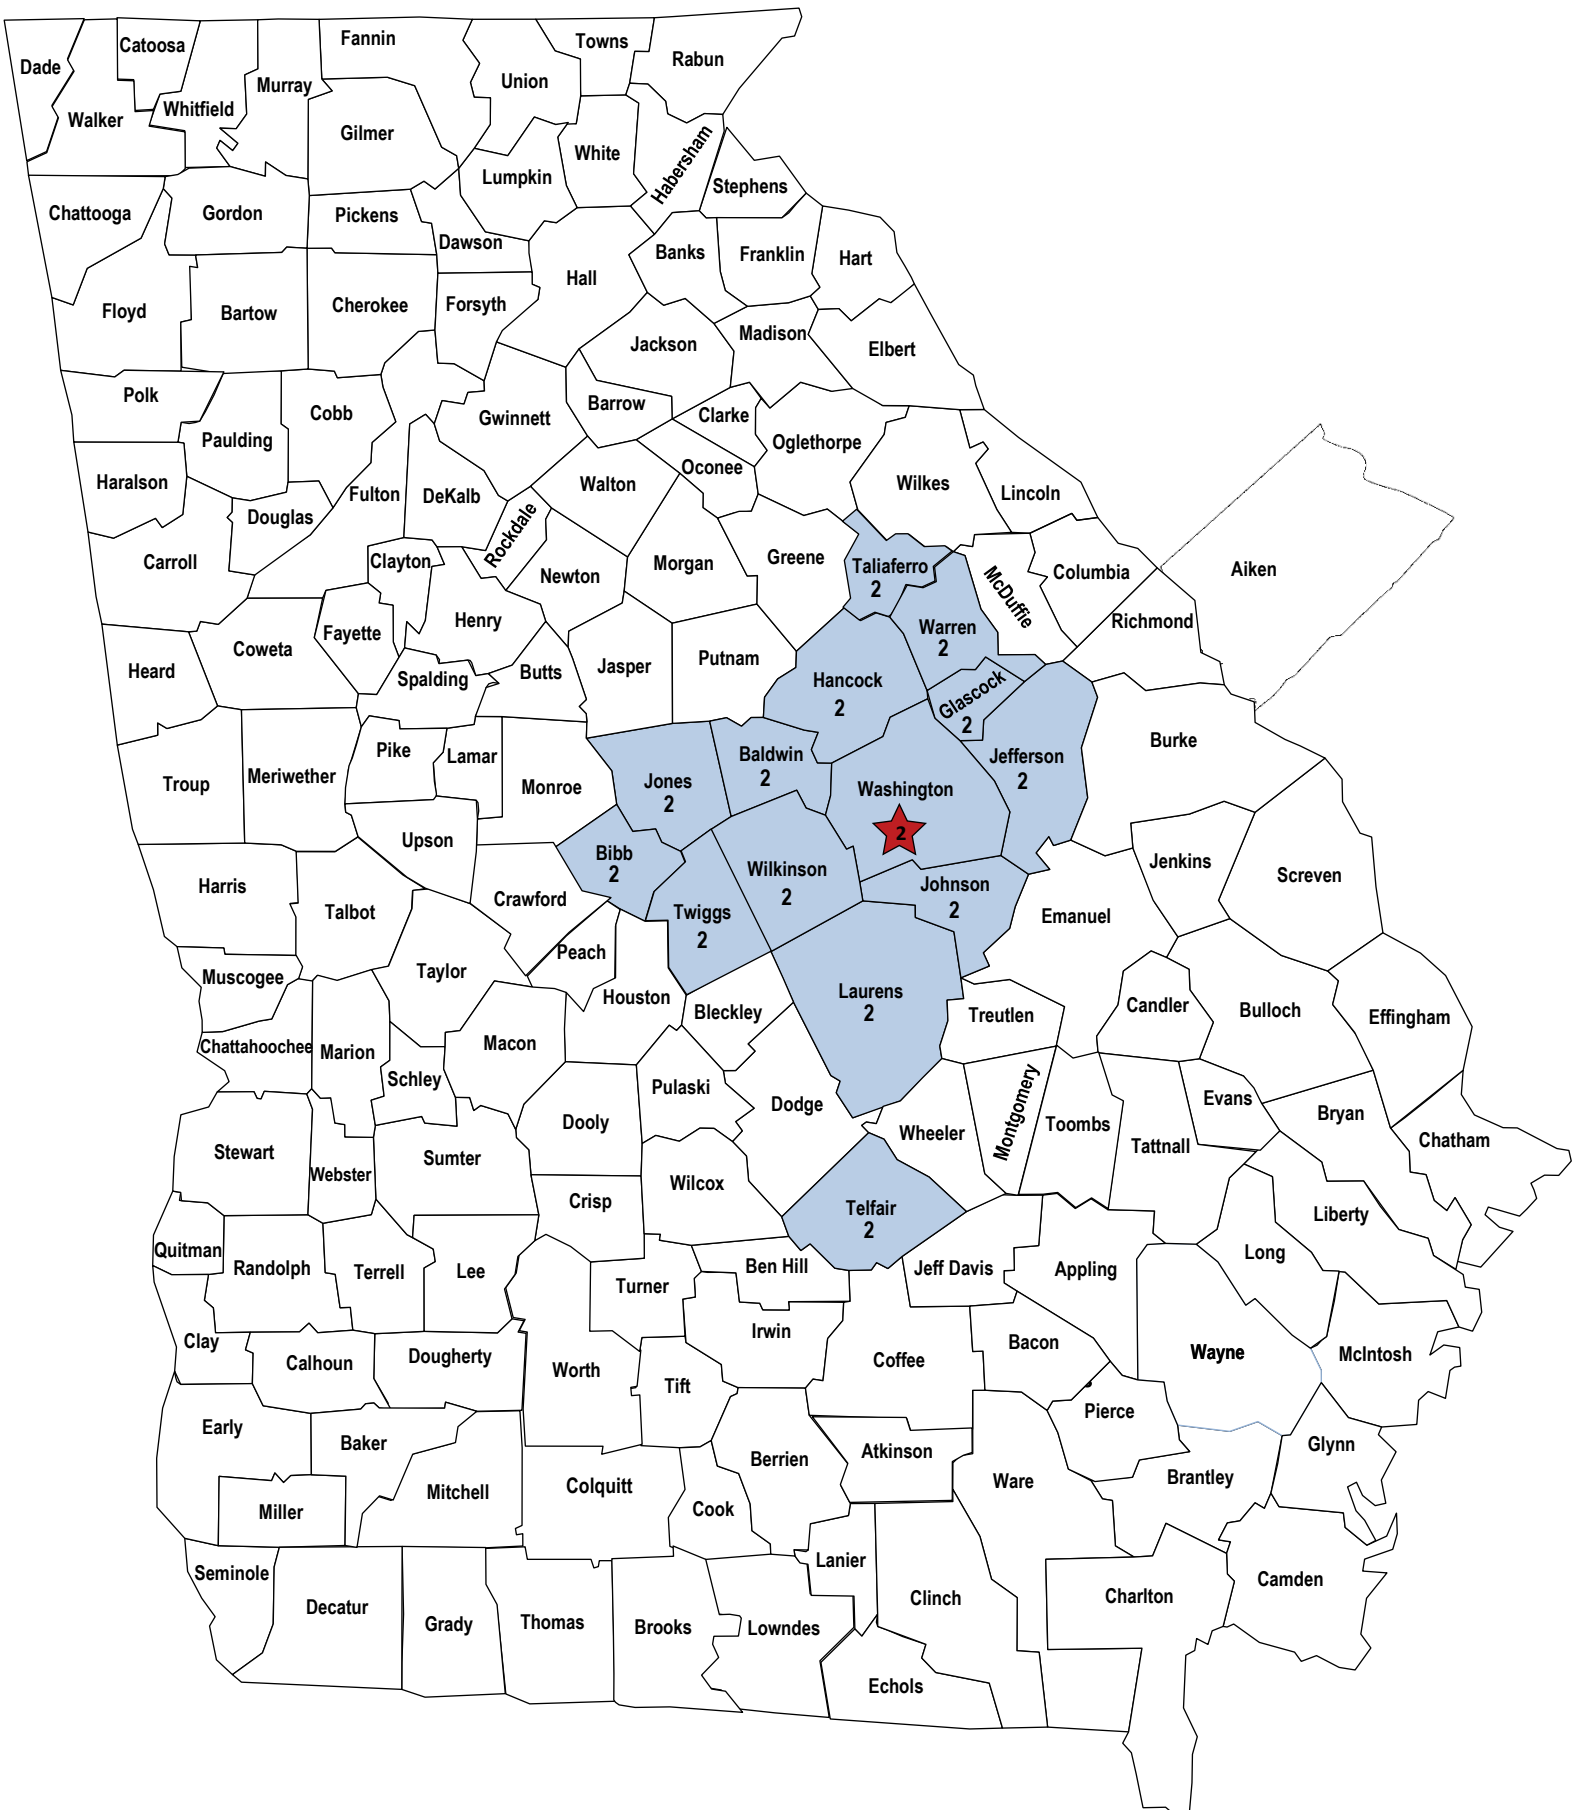 Fannin
Towns
Catoosa
Rabun
Dade
Union
Murray
Whitfield
Walker
Gilmer
White
Habersham
Lumpkin
Stephens
Chattooga
Gordon
Pickens
Dawson
Banks
Franklin
Hart
Hall
Floyd
Bartow
Cherokee
Forsyth
Madison
Jackson
Elbert
Polk
Cobb
Gwinnett
Barrow
Clarke
Paulding
Oglethorpe
Oconee
Haralson
Fulton
DeKalb
Walton
Wilkes
Lincoln
Douglas
Rockdale
Carroll
Clayton
Newton
Morgan
Greene
Taliaferro
2
McDuffie
Columbia
Aiken
Henry
Fayette
Warren
2
Richmond
Coweta
Heard
Spalding
Butts
Jasper
Putnam
Hancock
2
Glascock
2
Pike
Lamar
Baldwin
2
Jefferson
2
Burke
Troup
Meriwether
Monroe
Jones
2
Washington
2
Upson
Bibb
2
Wilkinson
2
Jenkins
Screven
Harris
Talbot
Crawford
Johnson
2
Twiggs
2
Emanuel
Peach
Muscogee
Taylor
Houston
Laurens
2
Bleckley
Treutlen
Candler
Bulloch
Effingham
Chattahoochee
Marion
Macon
Schley
Pulaski
Dodge
Montgomery
Evans
Bryan
Dooly
Wheeler
Toombs
Tattnall
Chatham
Stewart
Webster
Sumter
Crisp
Wilcox
Telfair
2
Liberty
Quitman
Randolph
Terrell
Lee
Turner
Ben Hill
Jeff Davis
Appling
Long
Clay
Calhoun
Dougherty
Worth
Irwin
Coffee
Bacon
Wayne
McIntosh
Tift
Early
Baker
Pierce
Berrien
Atkinson
Glynn
Mitchell
Colquitt
Ware
Brantley
Miller
Cook
Lanier
Seminole
Decatur
Grady
Thomas
Brooks
Lowndes
Clinch
Charlton
Camden
Echols